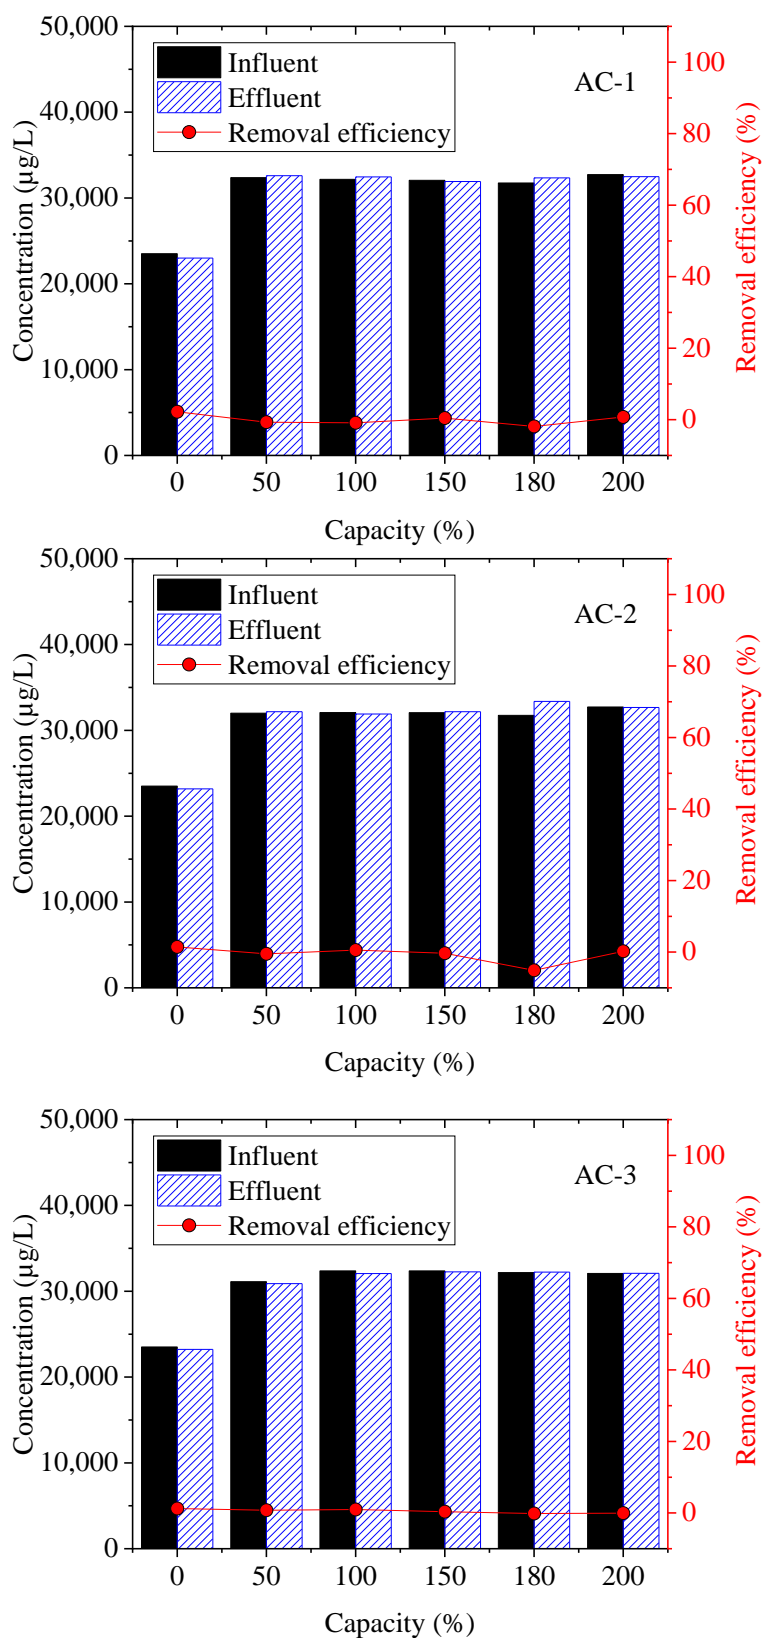 50,000
40,000
30,000
20,000
10,000
0
Concentration (µg/L)
Influent
Effluent
Removal efficiency
AC-1
100
80
60
40
20
0
Removal efficiency (%)
0 50 100 150 180 200
Capacity (%)
50,000
40,000
30,000
20,000
10,000
0
Concentration (µg/L)
Influent
Effluent
Removal efficiency
AC-2
100
80
60
40
20
0
Removal efficiency (%)
0 50 100 150 180 200
Capacity (%)
50,000
40,000
30,000
20,000
10,000
0
Concentration (µg/L)
Influent
Effluent
Removal efficiency
AC-3
100
80
60
40
20
0
Removal efficiency (%)
0 50 100 150 180 200
Capacity (%)